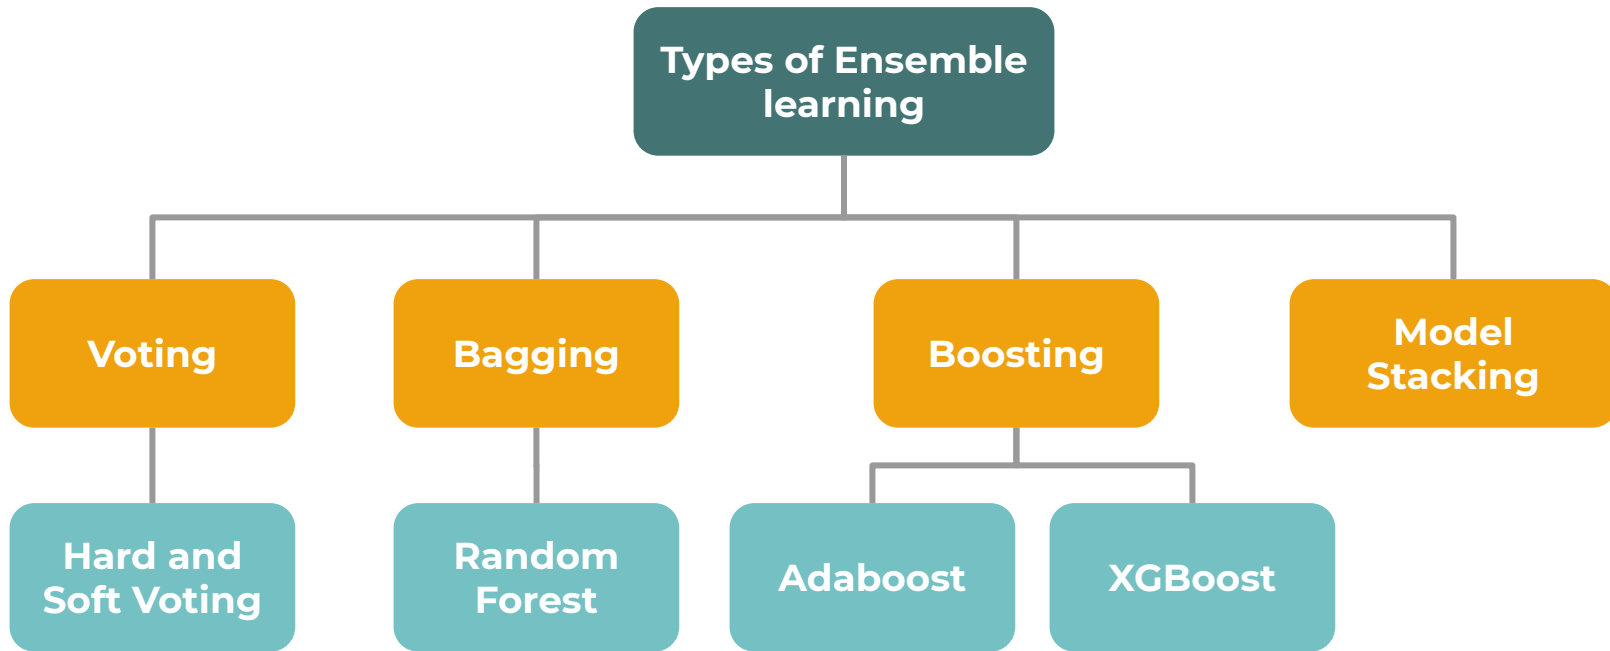 Types of Ensemble
learning
Voting
Bagging
Boosting
Model
Stacking
Hard and
Soft Voting
Random
Forest
Adaboost
XGBoost